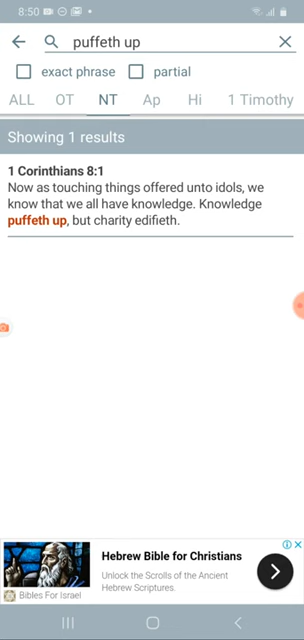 8:50
puffeth up
exact phrase partial
ALL OT NT Ap Hi 1 Timothy
Showing 1 results
1 Corinthians 8:1
Now as touching things offered unto idols, we
know that we all have knowledge. Knowledge
puffeth up, but charity edifieth.
Hebrew Bible for Christians
Unlock the Scrolls of the Ancient
Hebrew Scriptures.
Bibles For Israel